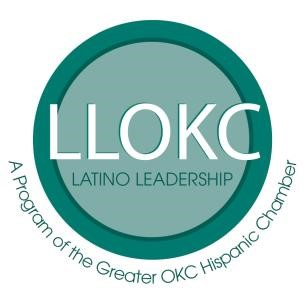 LLOKC
LATINO LEADERSHIP
A Program of the Greater OKC Hispanic Chamber